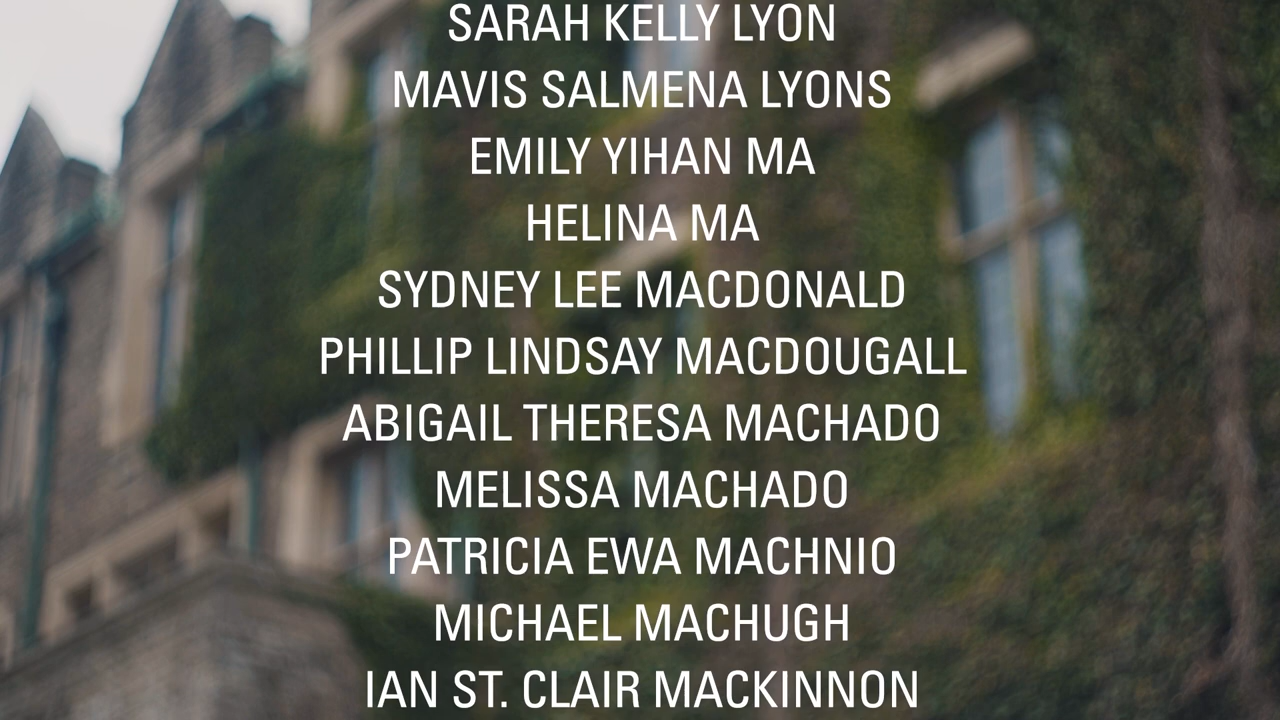 SARAH KELLY LYON
MAVIS SALMENA LYONS
EMILY YIHAN MA
HELINA MA
SYDNEY LEE MACDONALD
PHILLIP LINDSAY MACDOUGALL
ABIGAIL THERESA MACHADO
MELISSA MACHADO
PATRICIA EWA MACHNIO
MICHAEL MACHUGH
IAN ST. CLAIR MACKINNON